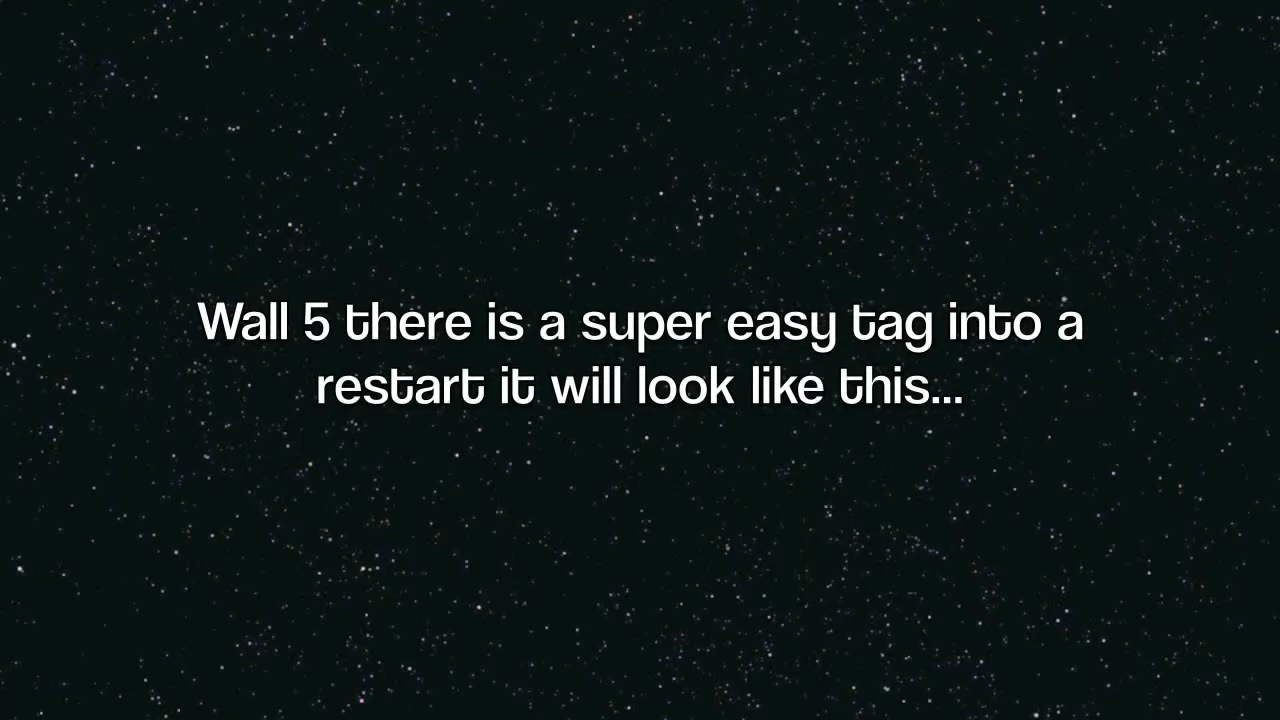 Wall 5 there is a super easy tag into a
restart it will look like this...